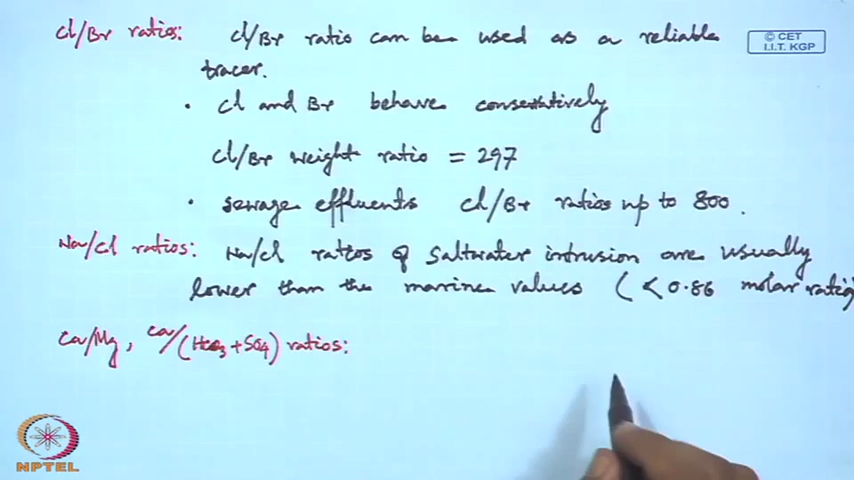 Cl/Br ratios: Cl/Br ratio can be used as a reliable
tracer.
© CET
I.I.T. KGP
• Cl and Br behave conservatively
Cl/Br weight ratio = 297
• sewage effluents Cl/Br ratios up to 800.
Na/Cl ratios: Na/Cl ratios of saltwater intrusion are usually
lower than the marine values (<0.86 molar ratio)
Ca/Mg, Ca/(HCO3+SO4) ratios:
NPTEL